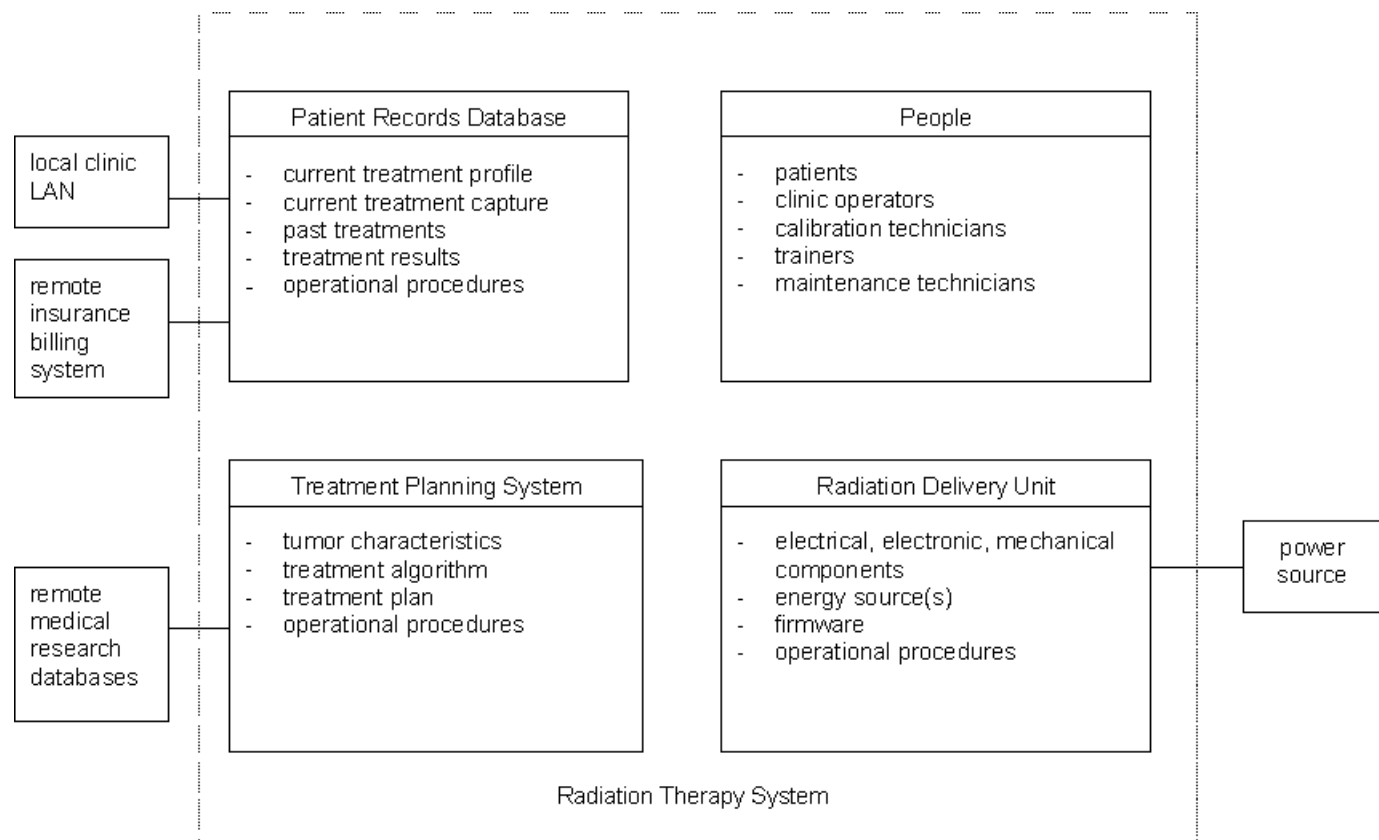 Patient Records Database
- current treatment profile
- current treatment capture
- past treatments
- treatment results
- operational procedures
People
- patients
- clinic operators
- calibration technicians
- trainers
- maintenance technicians
local clinic
LAN
remote
insurance
billing
system
Treatment Planning System
- tumor characteristics
- treatment algorithm
- treatment plan
- operational procedures
Radiation Delivery Unit
- electrical, electronic, mechanical
components
- energy source(s)
- firmware
- operational procedures
remote
medical
research
databases
power
source
Radiation Therapy System